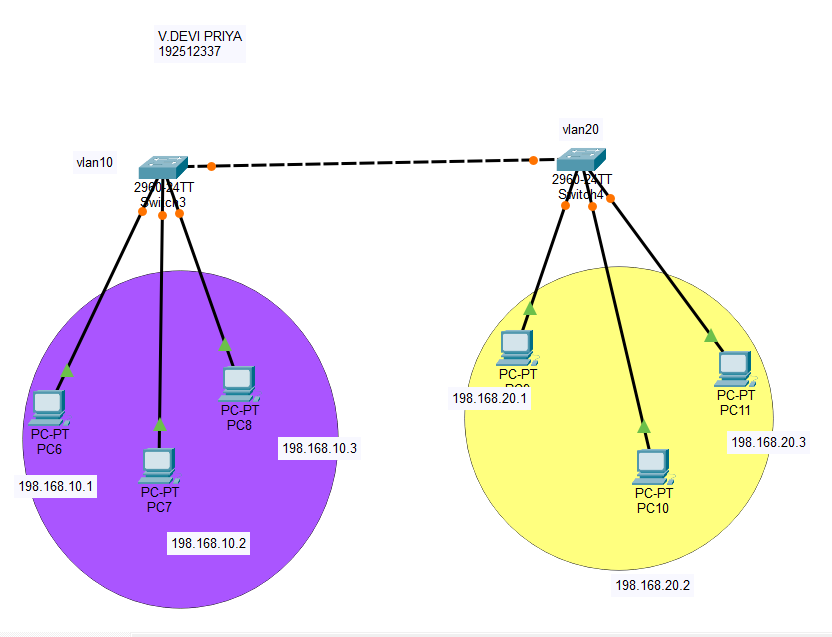 V.DEVI PRIYA
192512337
vlan20
vlan10
2960-24TT
Switch3
2960-24TT
Switch4
PC-PT
198.168.20.1
PC-PT
PC8
PC-PT
PC11
PC-PT
PC6
198.168.10.3
198.168.20.3
198.168.10.1
PC-PT
PC7
PC-PT
PC10
198.168.10.2
198.168.20.2